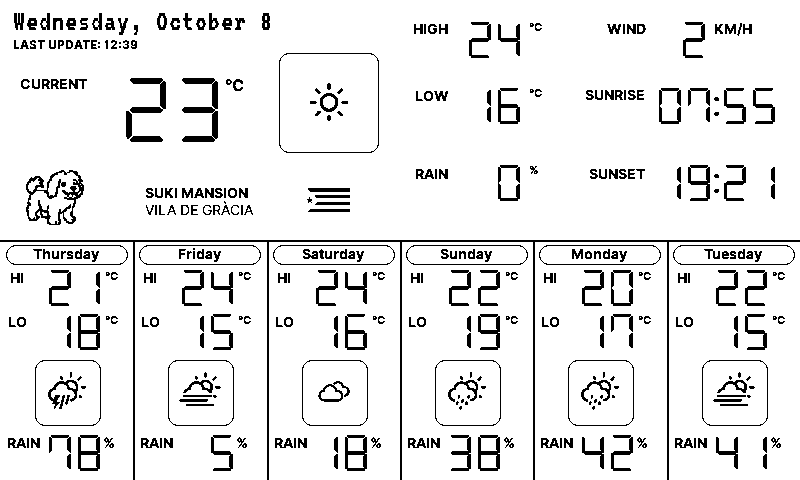 Wednesday, October 8
LAST UPDATE: 12:39
CURRENT 23 °C
SUKI MANSION
VILA DE GRÀCIA
HIGH 24 °C
LOW 16 °C
RAIN 0 %
WIND 2 KM/H
SUNRISE 07:55
SUNSET 19:21
Thursday
HI 21 °C
LO 18 °C
RAIN 78 %
Friday
HI 24 °C
LO 15 °C
RAIN 5 %
Saturday
HI 24 °C
LO 16 °C
RAIN 18 %
Sunday
HI 22 °C
LO 19 °C
RAIN 38 %
Monday
HI 20 °C
LO 17 °C
RAIN 42 %
Tuesday
HI 22 °C
LO 15 °C
RAIN 41 %